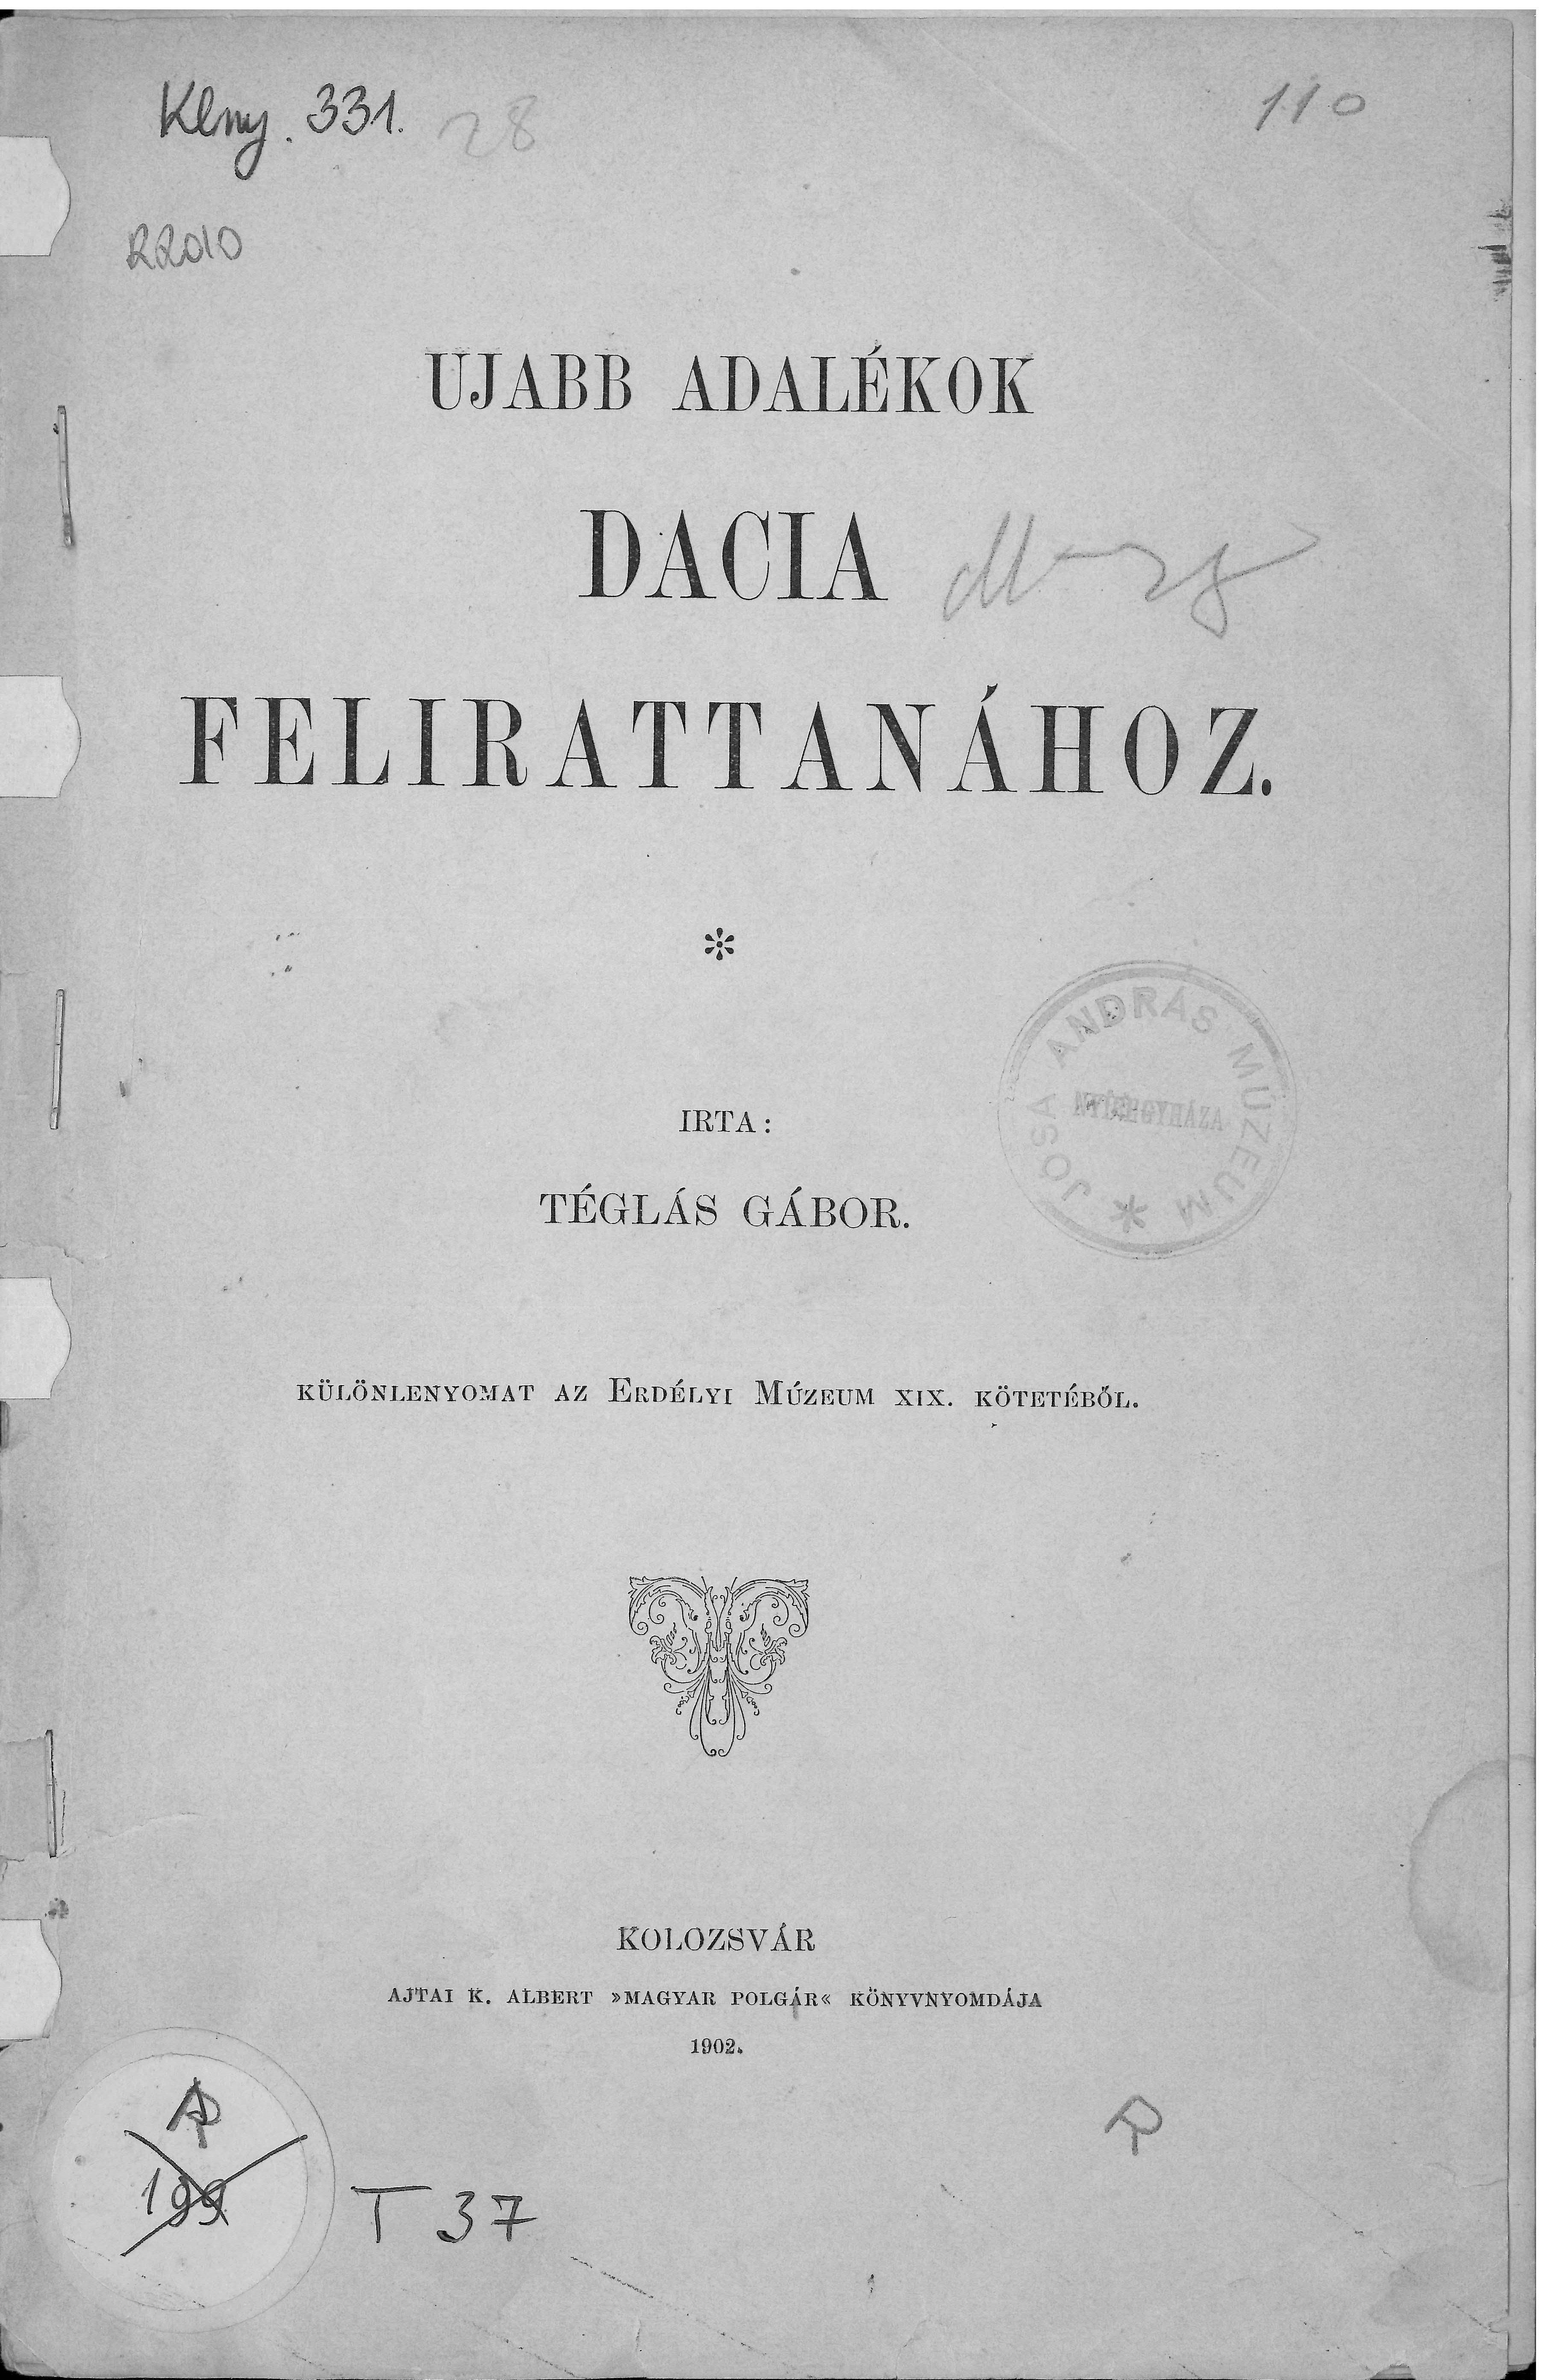 Klny. 331. 28 110
R2010
UJABB ADALÉKOK
DACIA
FELIRATTANÁHOZ.
JÓSA ANDRÁS MÚZEUM
NYÍREGYHÁZA
IRTA:
TÉGLÁS GÁBOR.
KÜLÖNLENYOMAT AZ ERDÉLYI MÚZEUM XIX. KÖTETÉBŐL.
KOLOZSVÁR
AJTAI K. ALBERT »MAGYAR POLGÁR« KÖNYVNYOMDÁJA
1902.
R
199
T 37